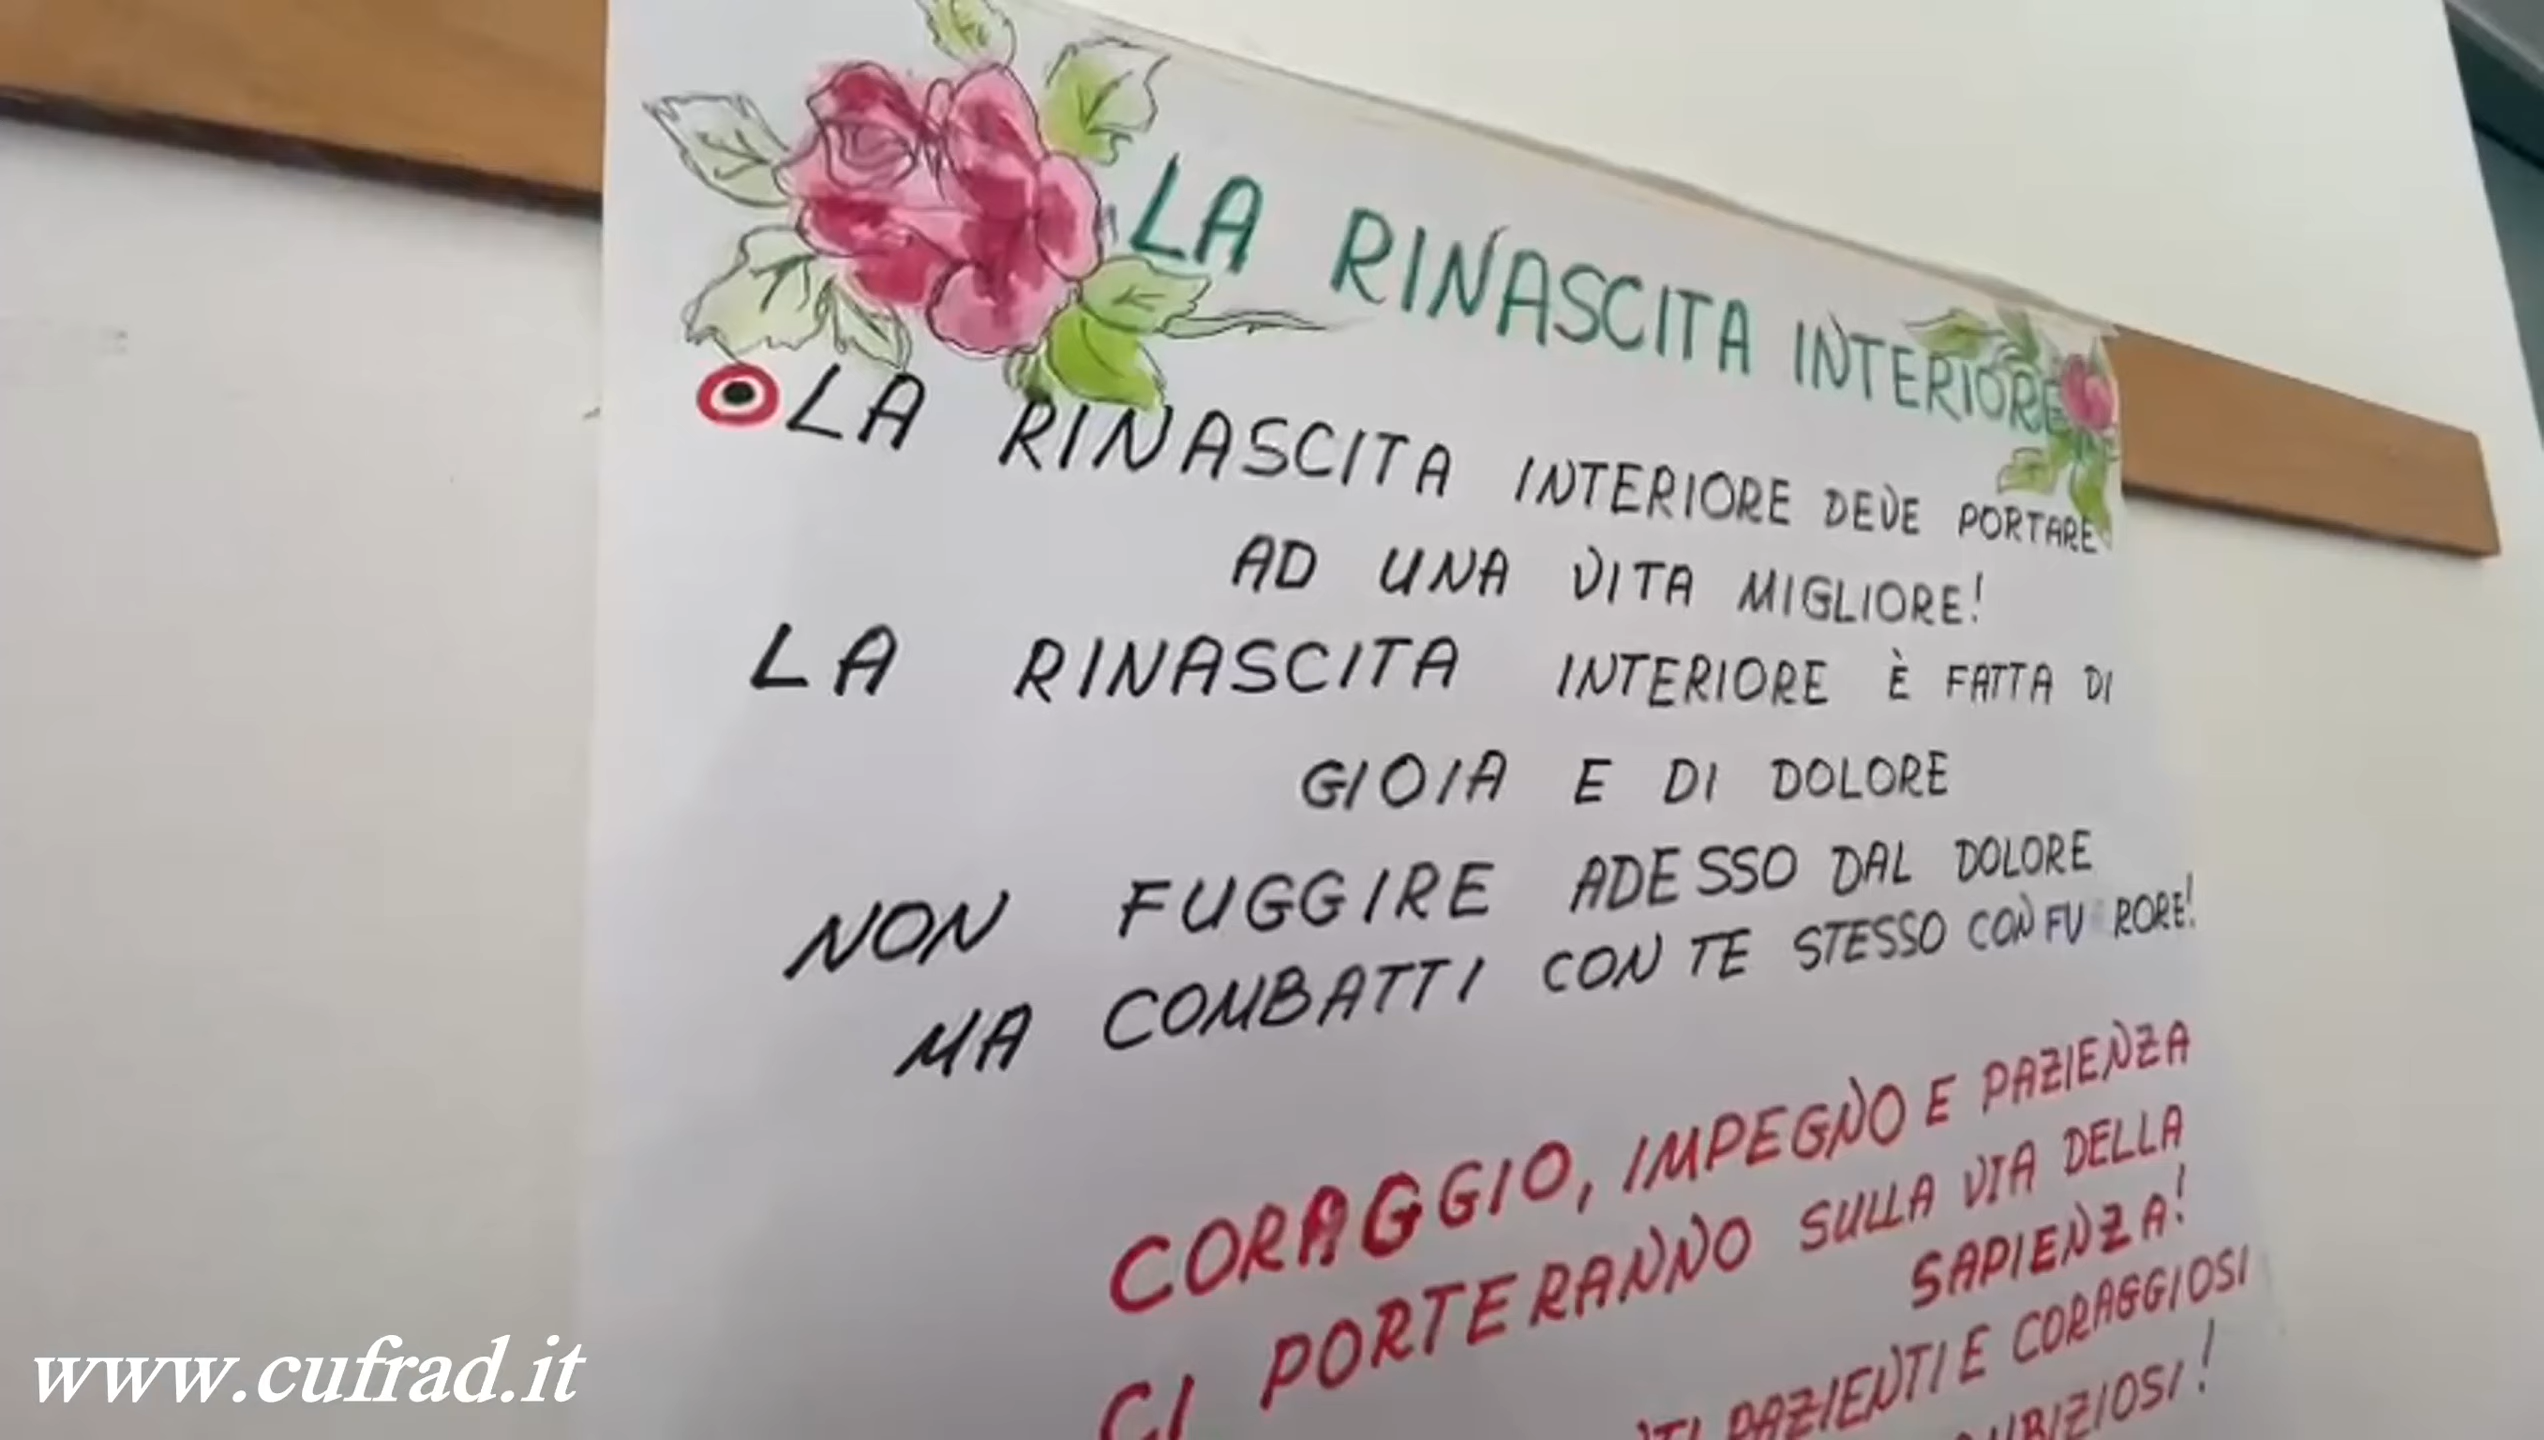 LA RINASCITA INTERIORE
LA RINASCITA INTERIORE DEVE PORTARE
AD UNA VITA MIGLIORE!
LA RINASCITA INTERIORE È FATTA DI
GIOIA E DI DOLORE
NON FUGGIRE ADESSO DAL DOLORE
MA COMBATTI CON TE STESSO CON FURORE!
CORAGGIO, IMPEGNO E PAZIENZA
CI PORTERANNO SULLA VIA DELLA
SAPIENZA!
PAZIENTI E CORAGGIOSI
www.cufrad.it